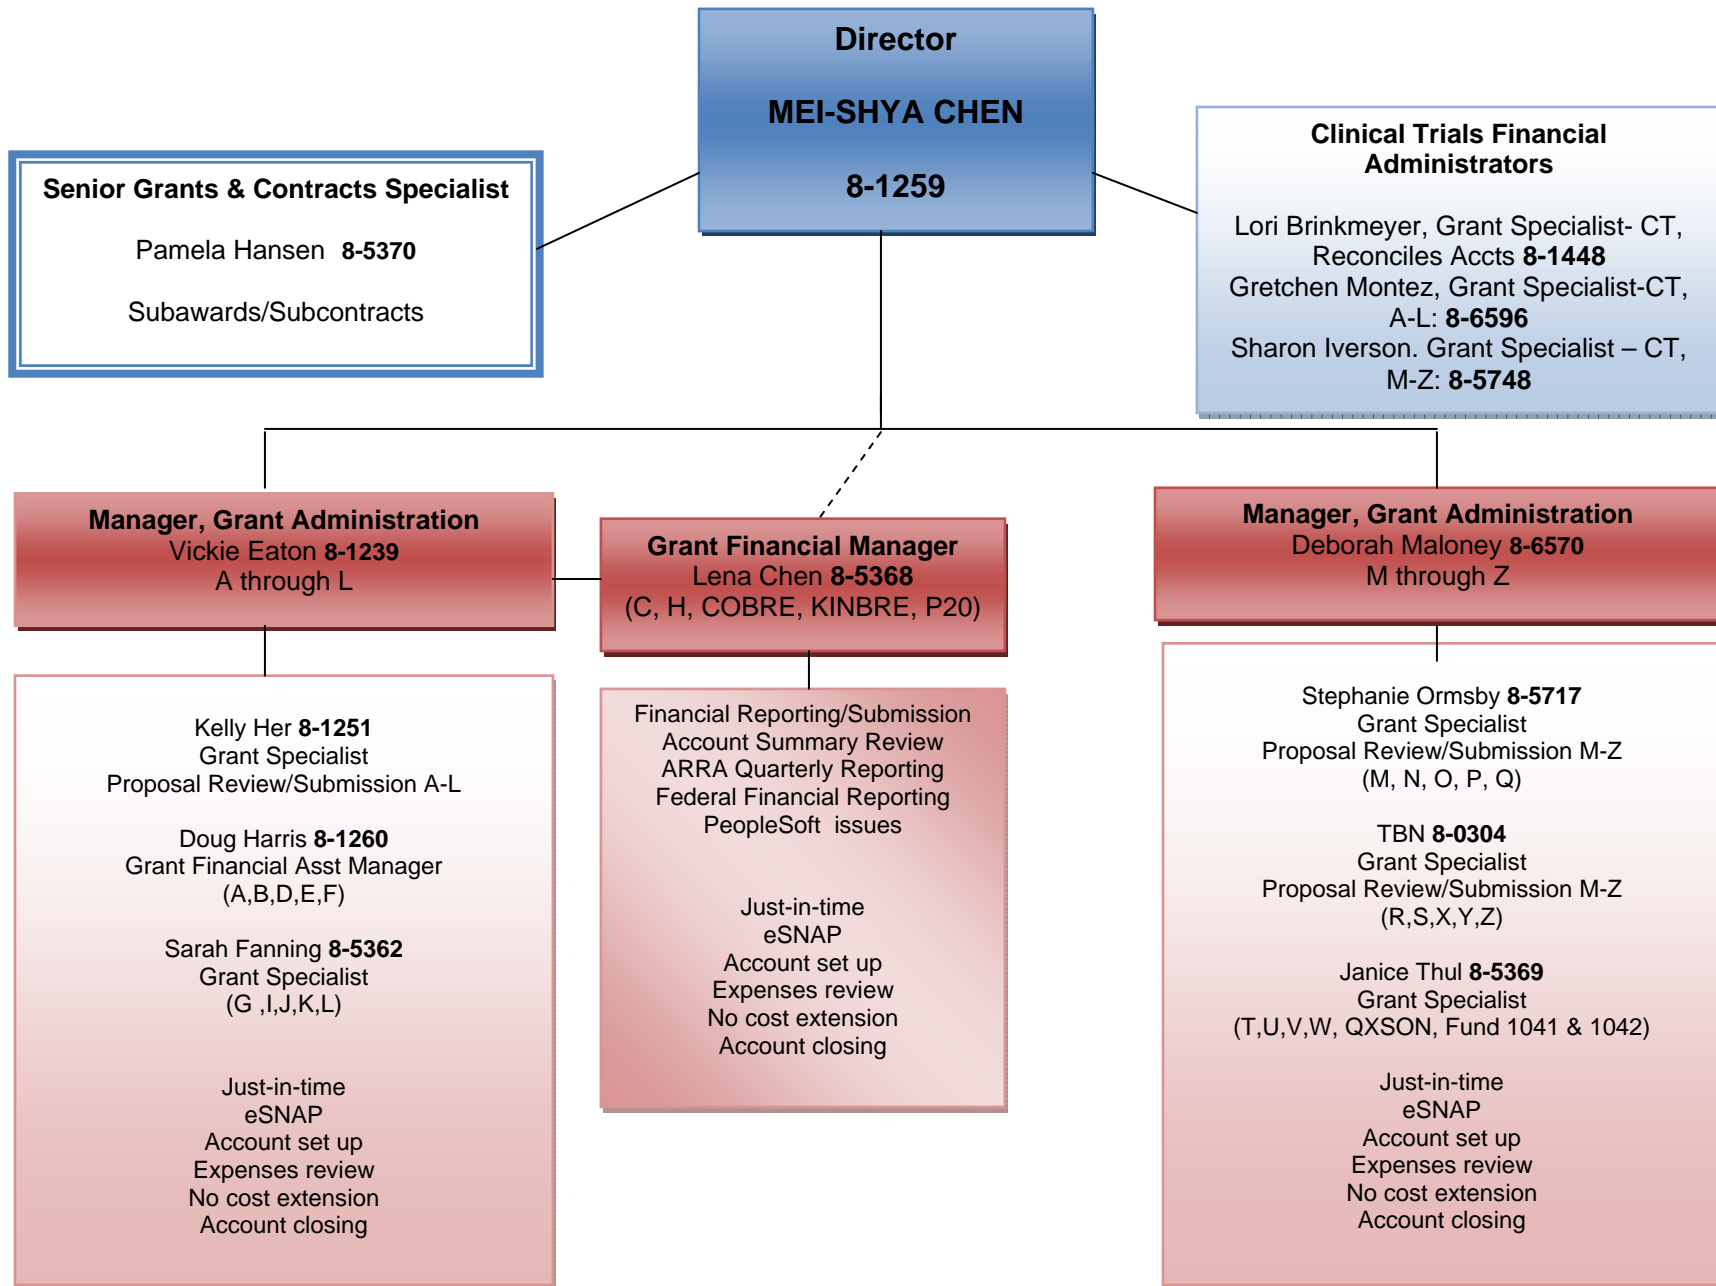 Director
MEI-SHYA CHEN
8-1259
Senior Grants & Contracts Specialist
Pamela Hansen 8-5370
Subawards/Subcontracts
Clinical Trials Financial
Administrators
Lori Brinkmeyer, Grant Specialist- CT,
Reconciles Accts 8-1448
Gretchen Montez, Grant Specialist-CT,
A-L: 8-6596
Sharon Iverson. Grant Specialist – CT,
M-Z: 8-5748
Manager, Grant Administration
Vickie Eaton 8-1239
A through L
Grant Financial Manager
Lena Chen 8-5368
(C, H, COBRE, KINBRE, P20)
Manager, Grant Administration
Deborah Maloney 8-6570
M through Z
Kelly Her 8-1251
Grant Specialist
Proposal Review/Submission A-L
Doug Harris 8-1260
Grant Financial Asst Manager
(A,B,D,E,F)
Sarah Fanning 8-5362
Grant Specialist
(G ,I,J,K,L)
Just-in-time
eSNAP
Account set up
Expenses review
No cost extension
Account closing
Financial Reporting/Submission
Account Summary Review
ARRA Quarterly Reporting
Federal Financial Reporting
PeopleSoft issues
Just-in-time
eSNAP
Account set up
Expenses review
No cost extension
Account closing
Stephanie Ormsby 8-5717
Grant Specialist
Proposal Review/Submission M-Z
(M, N, O, P, Q)
TBN 8-0304
Grant Specialist
Proposal Review/Submission M-Z
(R,S,X,Y,Z)
Janice Thul 8-5369
Grant Specialist
(T,U,V,W, QXSON, Fund 1041 & 1042)
Just-in-time
eSNAP
Account set up
Expenses review
No cost extension
Account closing